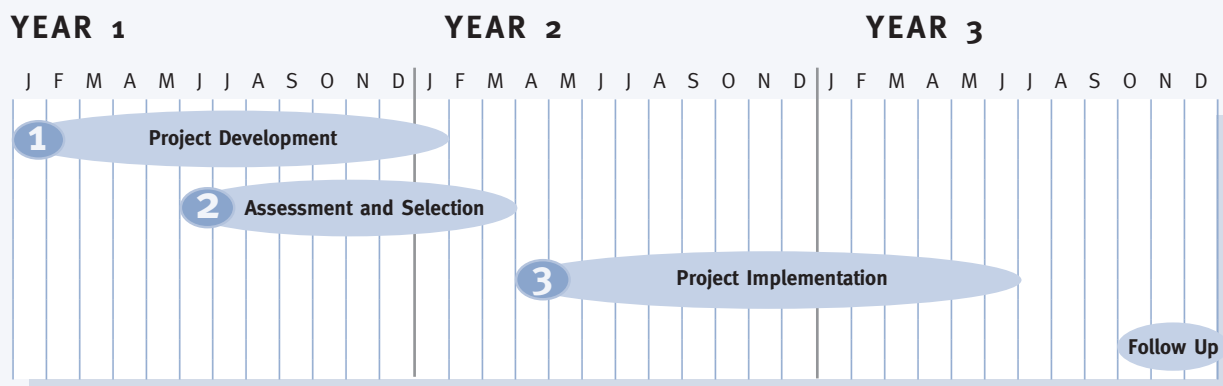 YEAR 1 YEAR 2 YEAR 3
J F M A M J J A S O N D J F M A M J J A S O N D J F M A M J J A S O N D
1 Project Development
2 Assessment and Selection
3 Project Implementation
Follow Up